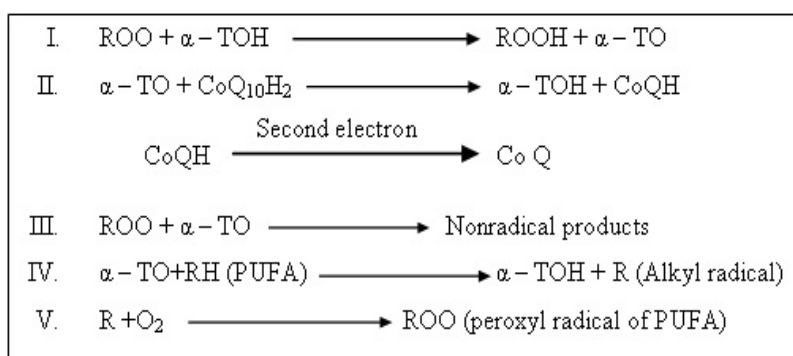 I. ROO + α – TOH ⟶ ROOH + α – TO
II. α – TO + CoQ₁₀H₂ ⟶ α – TOH + CoQH
Second electron
CoQH ⟶ Co Q
III. ROO + α – TO ⟶ Nonradical products
IV. α – TO+RH (PUFA) ⟶ α – TOH + R (Alkyl radical)
V. R +O₂ ⟶ ROO (peroxyl radical of PUFA)